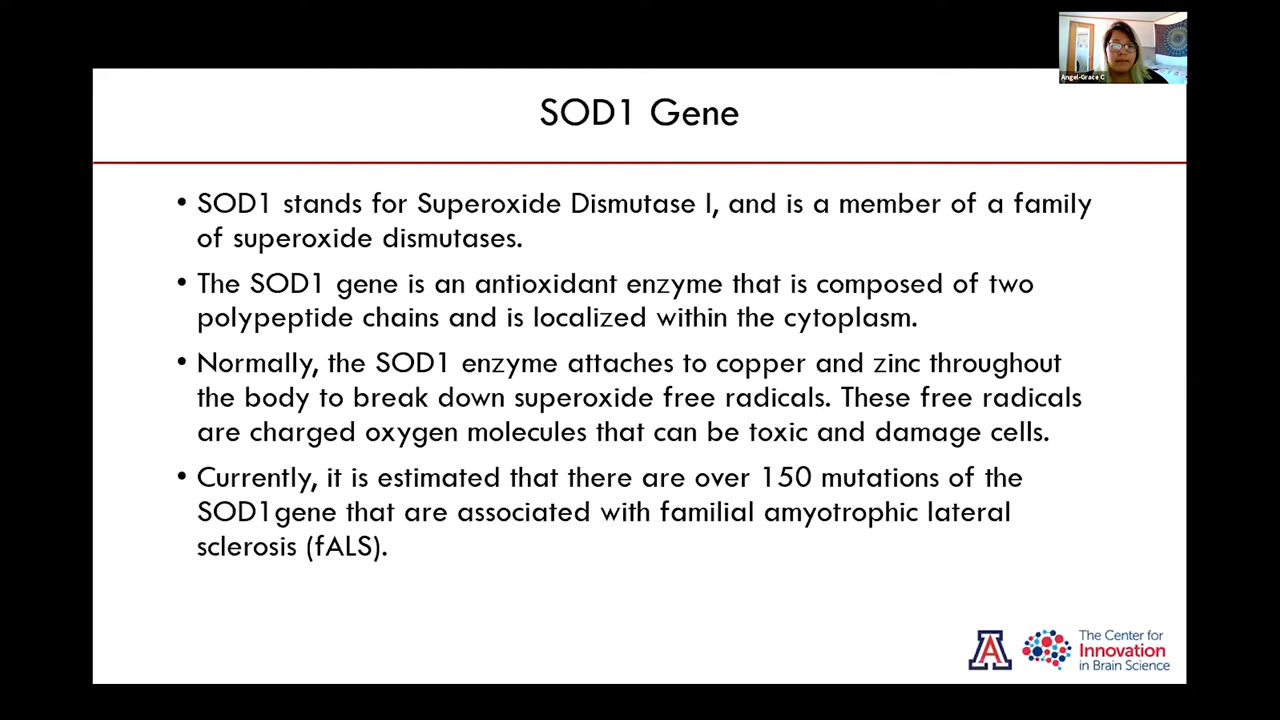 Angel-Grace C
SOD1 Gene
• SOD1 stands for Superoxide Dismutase I, and is a member of a family
of superoxide dismutases.
• The SOD1 gene is an antioxidant enzyme that is composed of two
polypeptide chains and is localized within the cytoplasm.
• Normally, the SOD1 enzyme attaches to copper and zinc throughout
the body to break down superoxide free radicals. These free radicals
are charged oxygen molecules that can be toxic and damage cells.
• Currently, it is estimated that there are over 150 mutations of the
SOD1gene that are associated with familial amyotrophic lateral
sclerosis (fALS).
A
The Center for
Innovation
in Brain Science